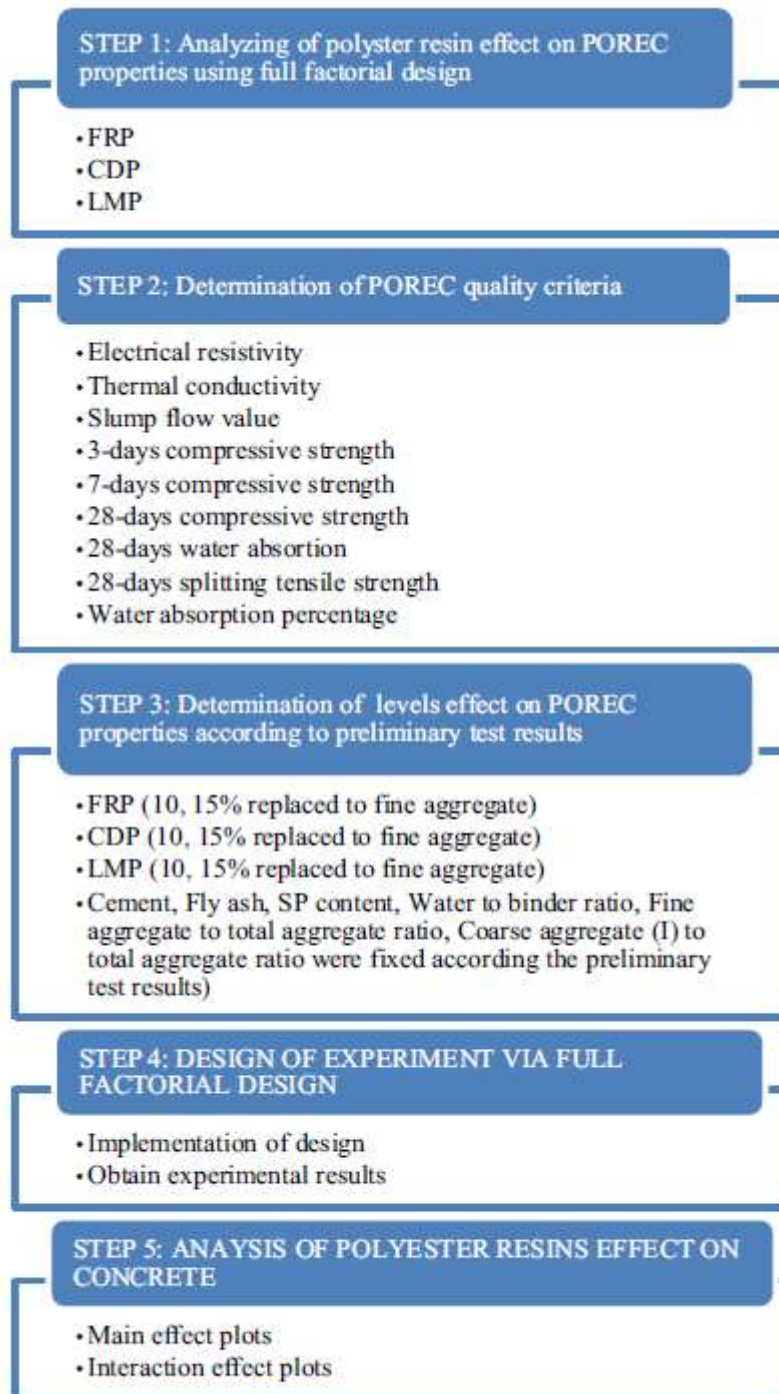 STEP 1: Analyzing of polyster resin effect on POREC
properties using full factorial design
•FRP
•CDP
•LMP
STEP 2: Determination of POREC quality criteria
•Electrical resistivity
•Thermal conductivity
•Slump flow value
•3-days compressive strength
•7-days compressive strength
•28-days compressive strength
•28-days water absortion
•28-days splitting tensile strength
•Water absorption percentage
STEP 3: Determination of levels effect on POREC
properties according to preliminary test results
•FRP (10, 15% replaced to fine aggregate)
•CDP (10, 15% replaced to fine aggregate)
•LMP (10, 15% replaced to fine aggregate)
•Cement, Fly ash, SP content, Water to binder ratio, Fine
aggregate to total aggregate ratio, Coarse aggregate (I) to
total aggregate ratio were fixed according the preliminary
test results)
STEP 4: DESIGN OF EXPERIMENT VIA FULL
FACTORIAL DESIGN
•Implementation of design
•Obtain experimental results
STEP 5: ANAYSIS OF POLYESTER RESINS EFFECT ON
CONCRETE
•Main effect plots
•Interaction effect plots